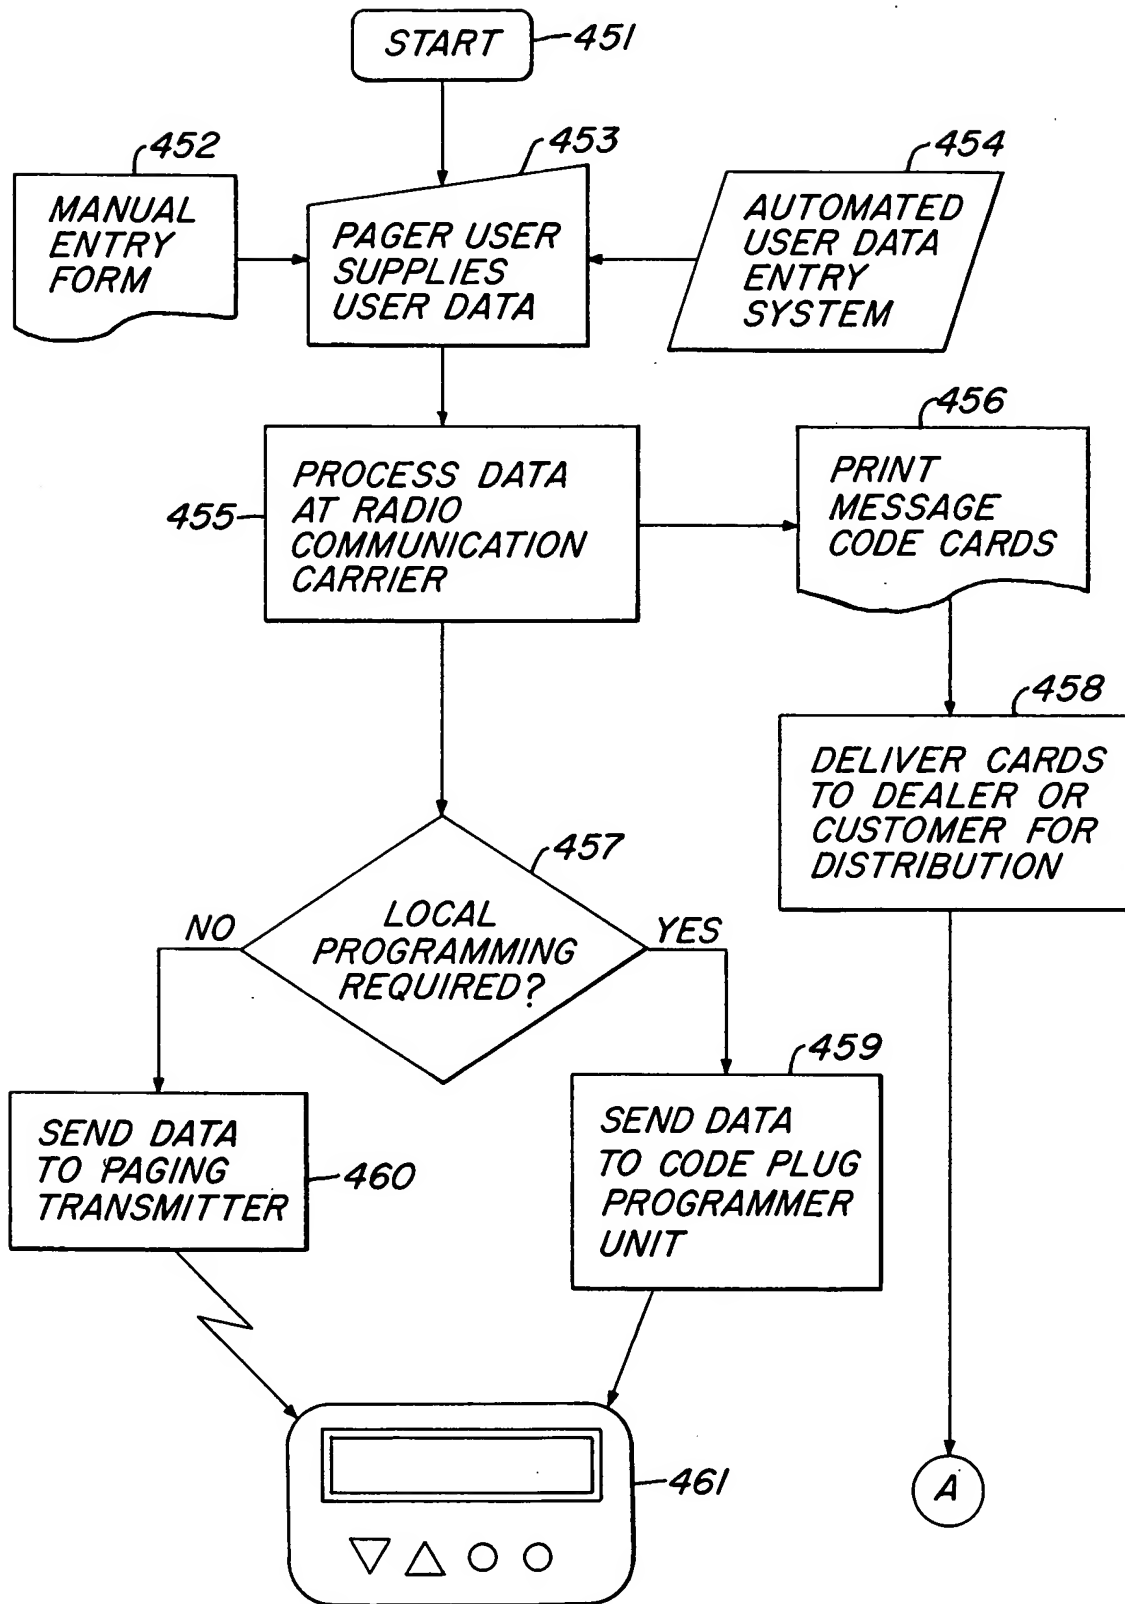 START
451
452
453
454
MANUAL
ENTRY
FORM
PAGER USER
SUPPLIES
USER DATA
AUTOMATED
USER DATA
ENTRY
SYSTEM
455
PROCESS DATA
AT RADIO
COMMUNICATION
CARRIER
456
PRINT
MESSAGE
CODE CARDS
458
DELIVER CARDS
TO DEALER OR
CUSTOMER FOR
DISTRIBUTION
457
LOCAL
PROGRAMMING
REQUIRED?
NO
YES
459
SEND DATA
TO PAGING
TRANSMITTER
460
SEND DATA
TO CODE PLUG
PROGRAMMER
UNIT
461
A